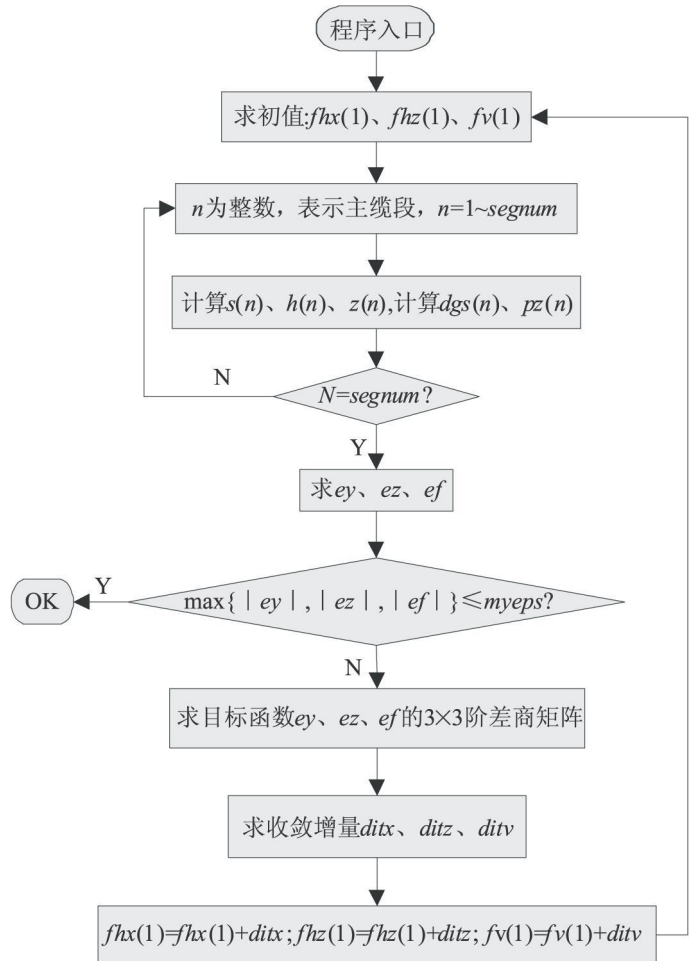 程序入口
求初值:fhx(1)、fhz(1)、fv(1)
n为整数，表示主缆段，n=1~segnum
计算s(n)、h(n)、z(n),计算dgs(n)、pz(n)
N
N=segnum?
Y
求ey、ez、ef
OK
Y
max{|ey|,|ez|,|ef|}≤myeps?
N
求目标函数ey、ez、ef的3×3阶差商矩阵
求收敛增量ditx、ditz、ditv
fhx(1)=fhx(1)+ditx;fhz(1)=fhz(1)+ditz;fv(1)=fv(1)+ditv